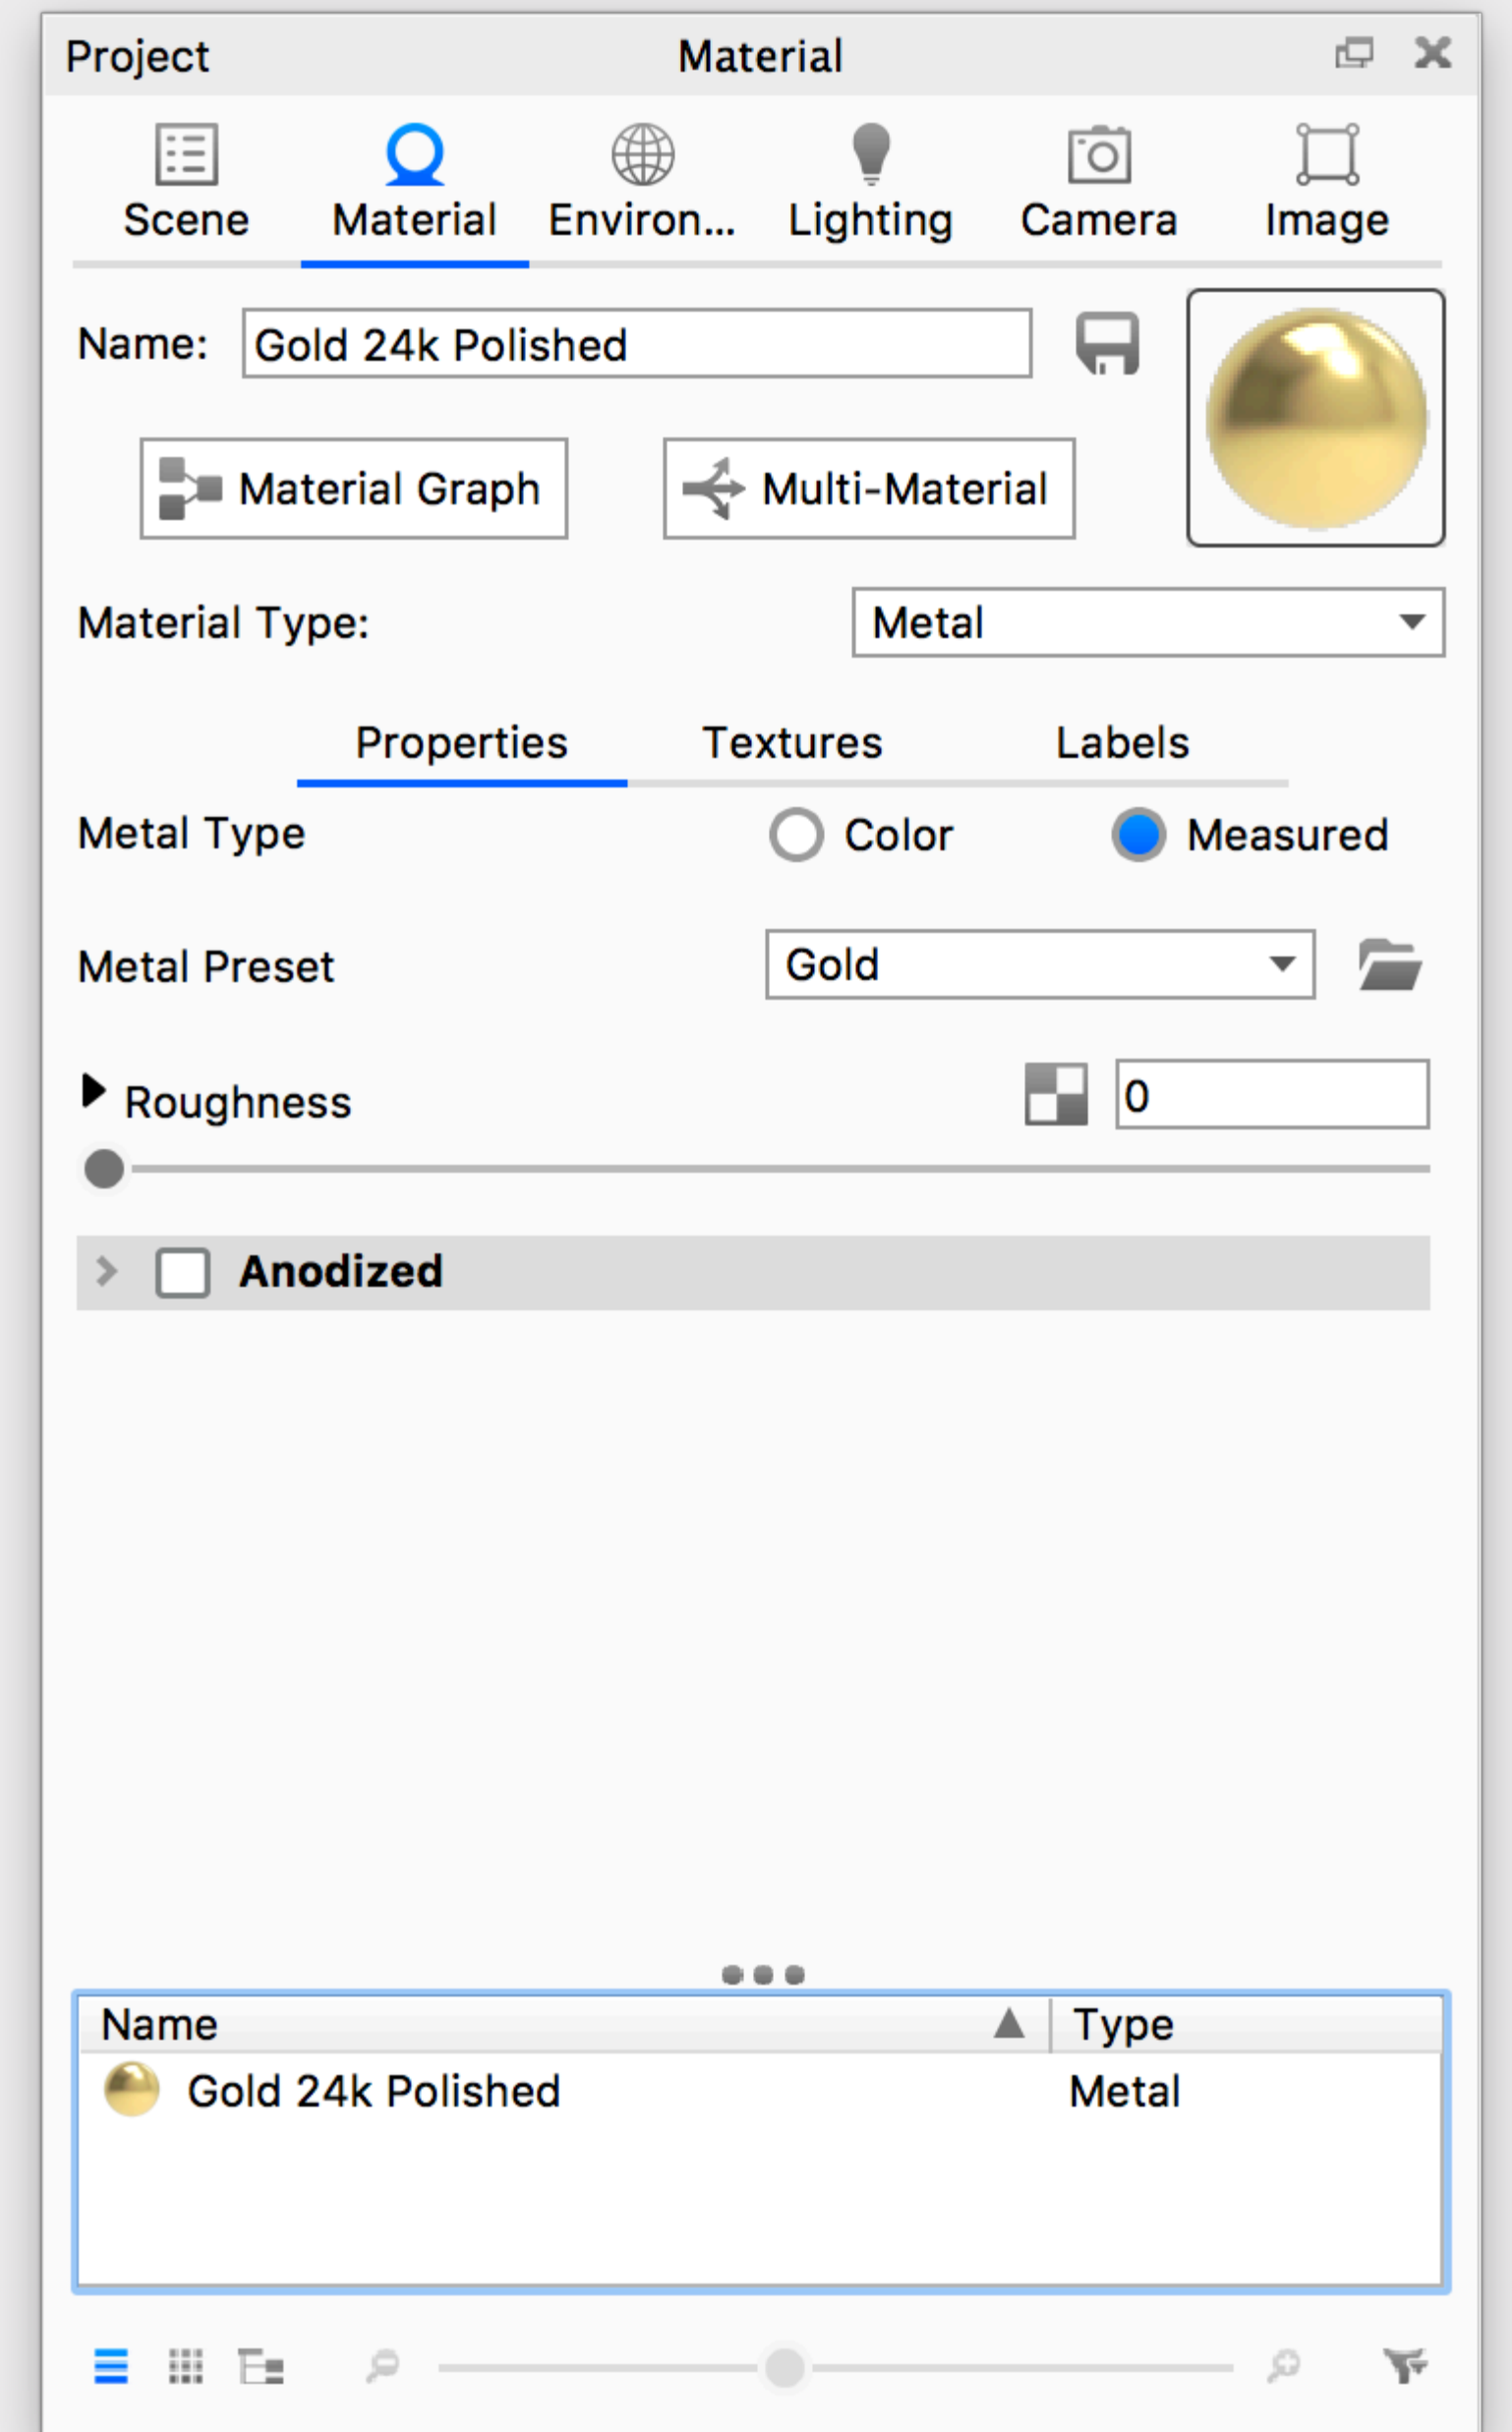 Project Material
Scene Material Environ... Lighting Camera Image
Name: Gold 24k Polished
Material Graph Multi-Material
Material Type: Metal
Properties Textures Labels
Metal Type Color Measured
Metal Preset Gold
Roughness 0
Anodized
Name Type
Gold 24k Polished Metal